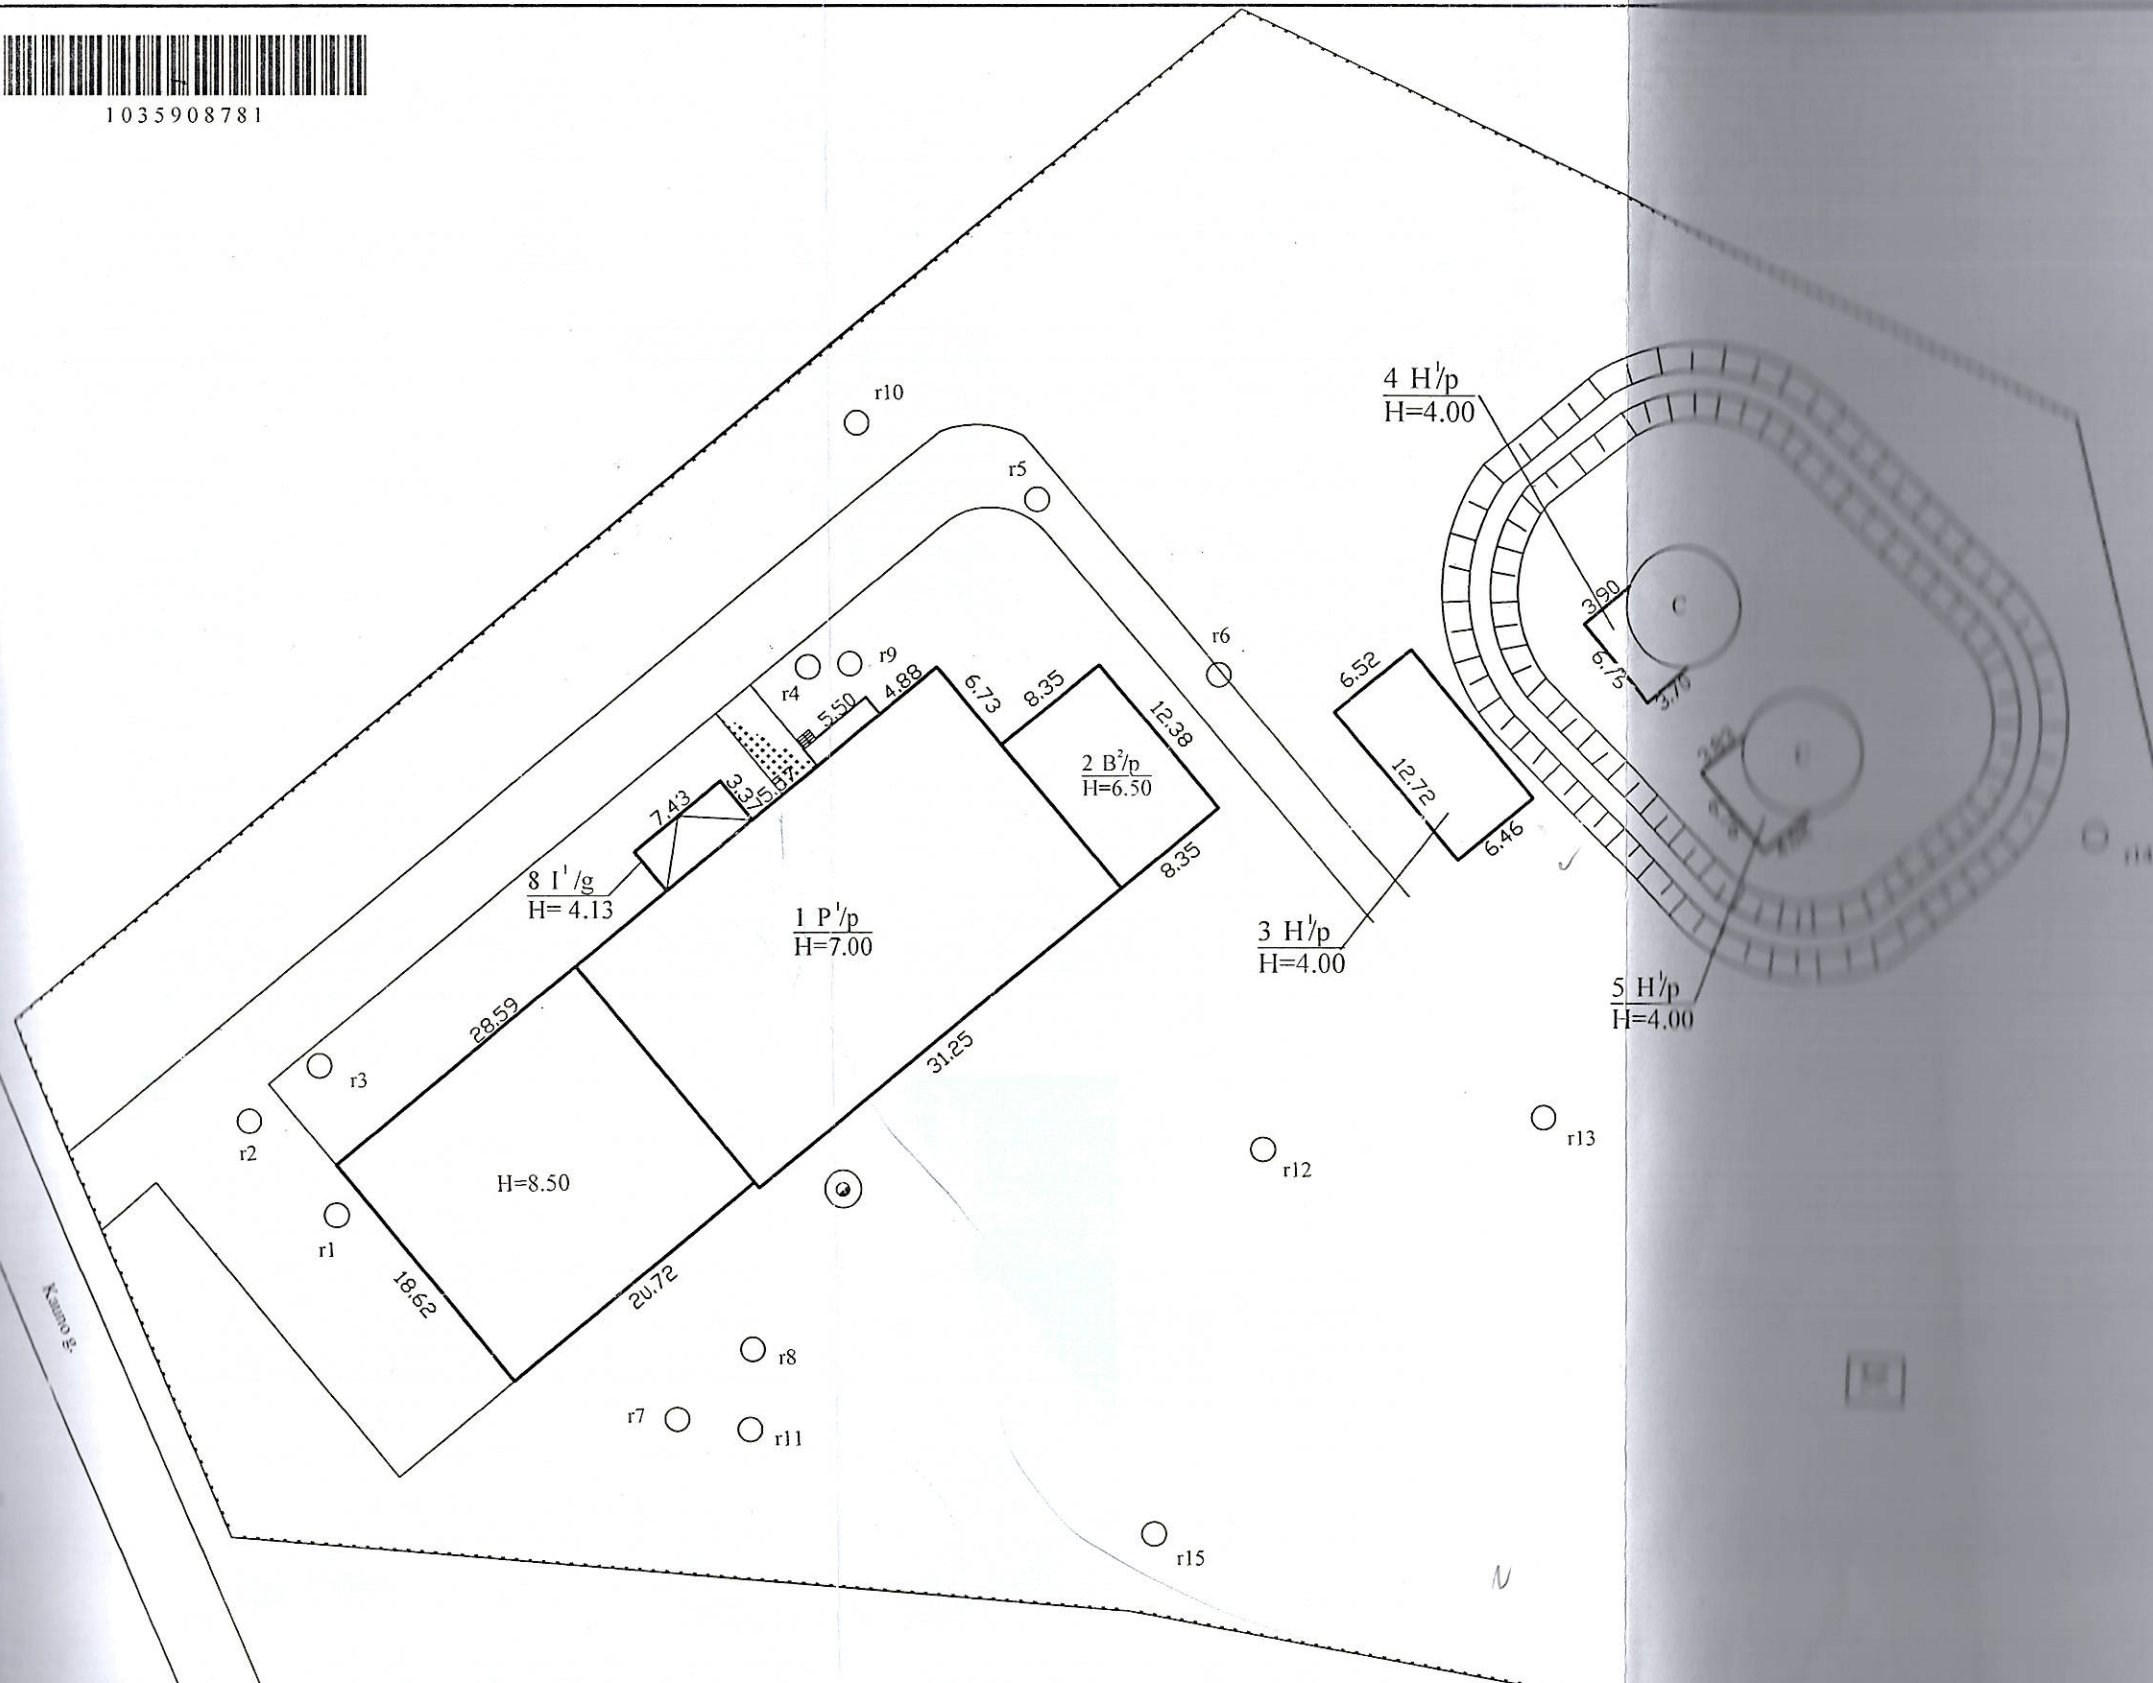 1035908781
r10
4 H¹/p
H=4.00
r5
3.90
C
r6
r9
r4
6.75
3.70
6.52
4.88
6.73
8.35
5.50
12.38
2 B²/p
H=6.50
3.37
7.43
12.72
6.46
8.35
8 I¹/g
H= 4.13
1 P¹/p
H=7.00
3 H¹/p
H=4.00
5 H¹/p
H=4.00
28.59
31.25
r3
r2
r13
r12
H=8.50
r1
18.62
20.72
Kauno g.
r8
r7
r11
r15
N